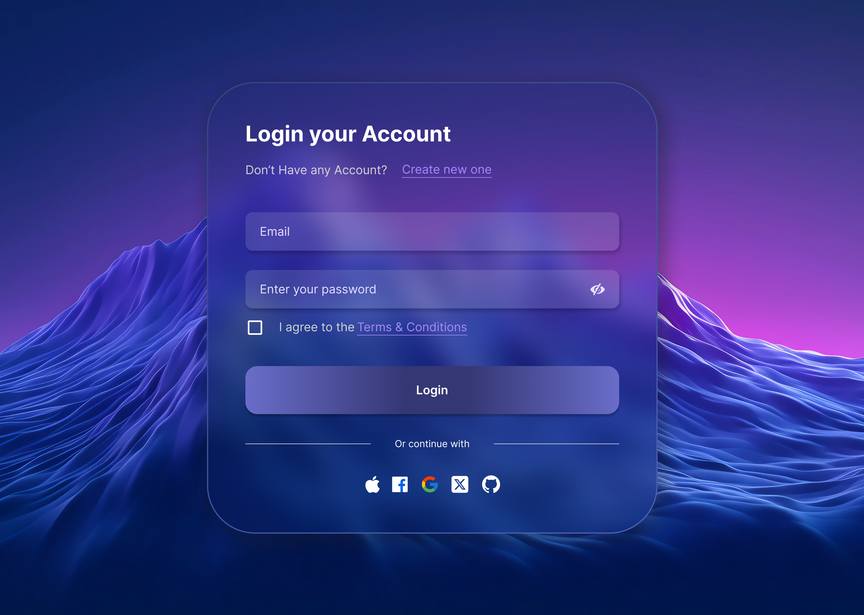 Login your Account
Don't Have any Account? Create new one
Email
Enter your password
I agree to the Terms & Conditions
Login
Or continue with